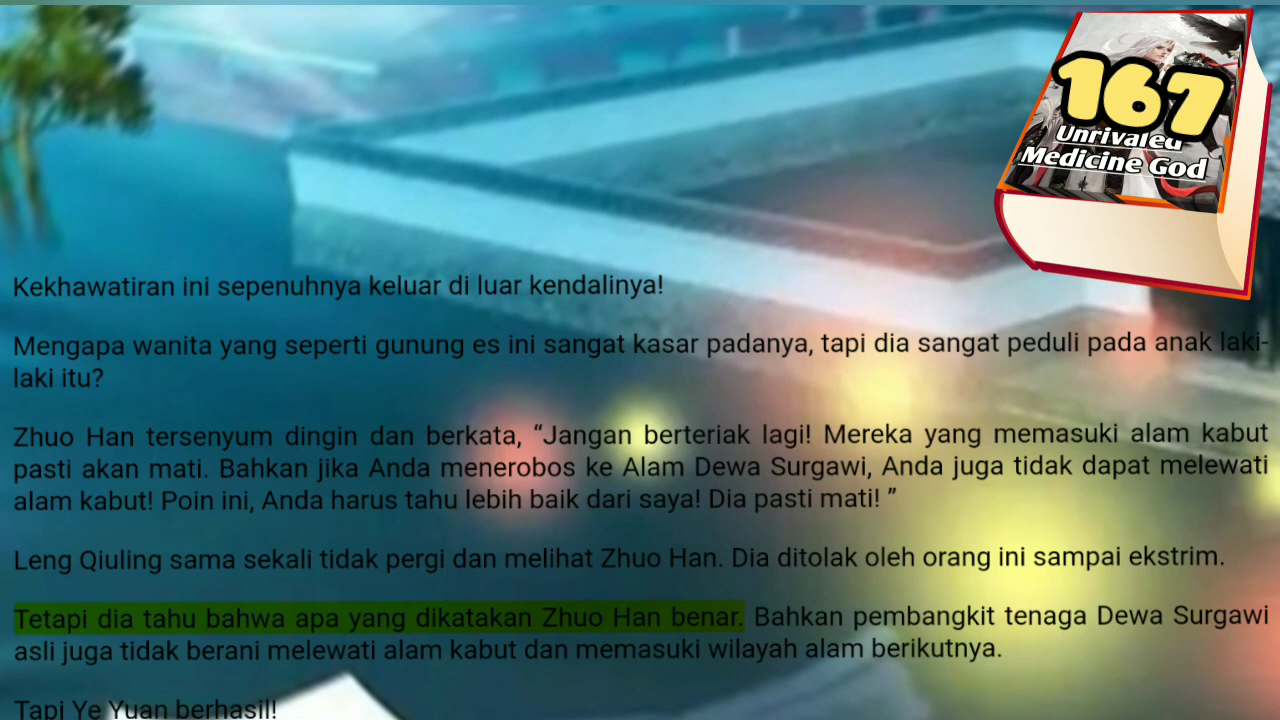 167
Unrivaled
Medicine God
Kekhawatiran ini sepenuhnya keluar di luar kendalinya!
Mengapa wanita yang seperti gunung es ini sangat kasar padanya, tapi dia sangat peduli pada anak laki-
laki itu?
Zhuo Han tersenyum dingin dan berkata, “Jangan berteriak lagi! Mereka yang memasuki alam kabut
pasti akan mati. Bahkan jika Anda menerobos ke Alam Dewa Surgawi, Anda juga tidak dapat melewati
alam kabut! Poin ini, Anda harus tahu lebih baik dari saya! Dia pasti mati! ”
Leng Qiuling sama sekali tidak pergi dan melihat Zhuo Han. Dia ditolak oleh orang ini sampai ekstrim.
Tetapi dia tahu bahwa apa yang dikatakan Zhuo Han benar. Bahkan pembangkit tenaga Dewa Surgawi
asli juga tidak berani melewati alam kabut dan memasuki wilayah alam berikutnya.
Tapi Ye Yuan berhasil!